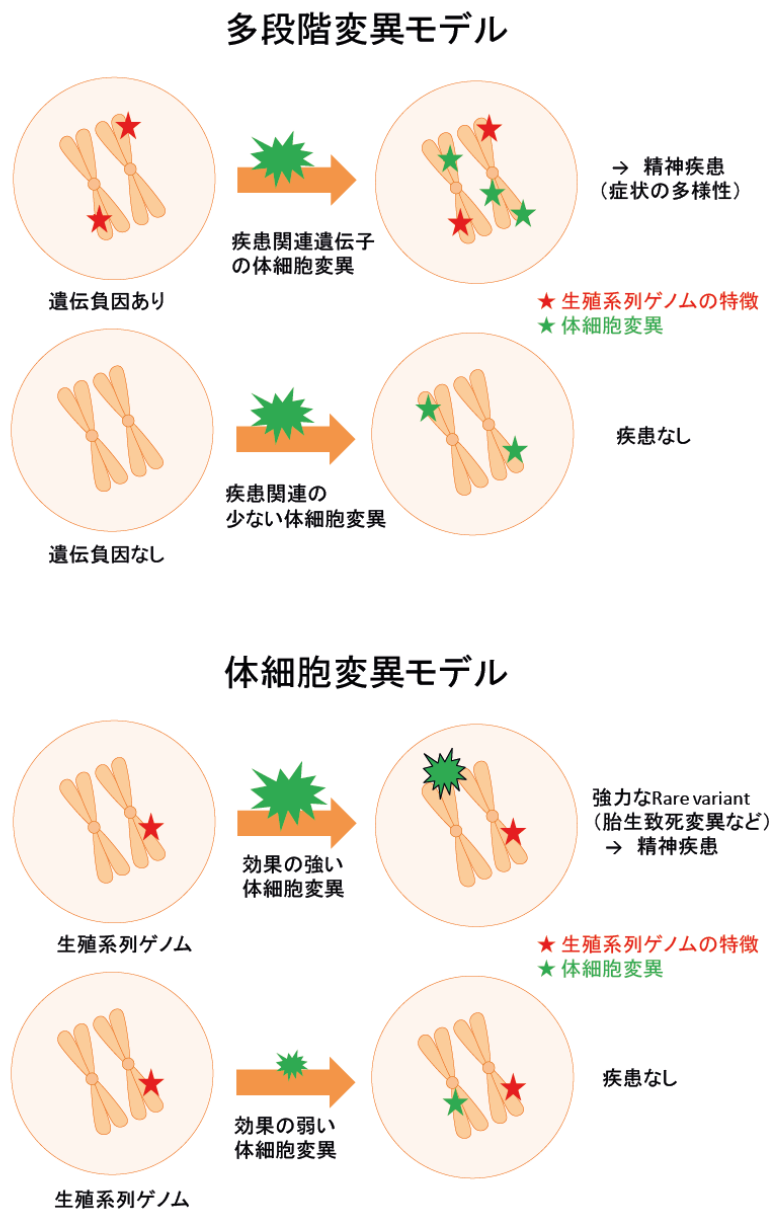 多段階変異モデル
→ 精神疾患
（症状の多様性）
疾患関連遺伝子
の体細胞変異
遺伝負因あり
★ 生殖系列ゲノムの特徴
★ 体細胞変異
疾患なし
疾患関連の
少ない体細胞変異
遺伝負因なし
体細胞変異モデル
強力なRare variant
（胎生致死変異など）
→ 精神疾患
効果の強い
体細胞変異
生殖系列ゲノム
★ 生殖系列ゲノムの特徴
★ 体細胞変異
疾患なし
効果の弱い
体細胞変異
生殖系列ゲノム